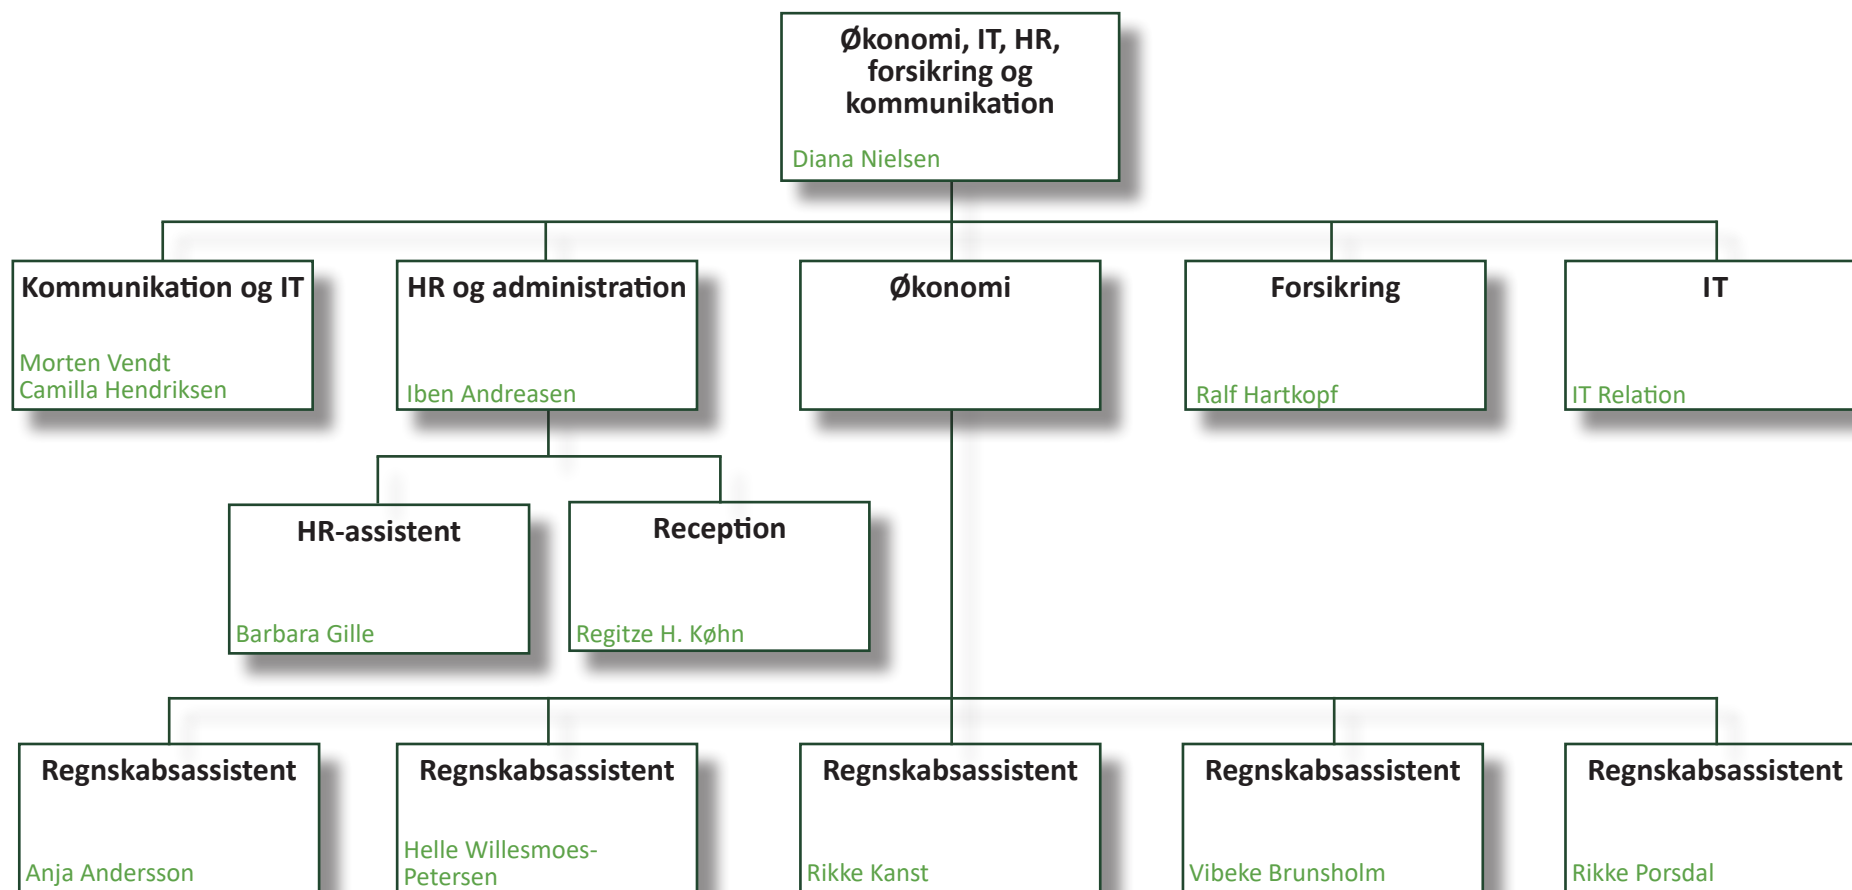 Økonomi, IT, HR,
forsikring og
kommunikation
Diana Nielsen
Kommunikation og IT
Morten Vendt
Camilla Hendriksen
HR og administration
Iben Andreasen
Økonomi
Forsikring
Ralf Hartkopf
IT
IT Relation
HR-assistent
Barbara Gille
Reception
Regitze H. Køhn
Regnskabsassistent
Anja Andersson
Regnskabsassistent
Helle Willesmoes-
Petersen
Regnskabsassistent
Rikke Kanst
Regnskabsassistent
Vibeke Brunsholm
Regnskabsassistent
Rikke Porsdal